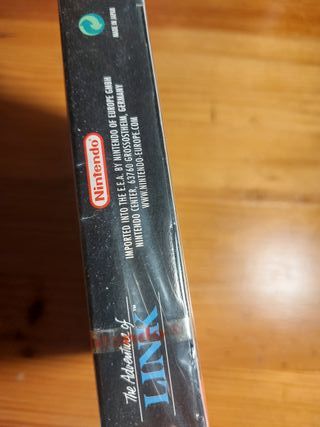 The Adventure of
LINK™
Nintendo®
IMPORTED INTO THE E.E.A. BY NINTENDO OF EUROPE GMBH
NINTENDO CENTER, 63760 GROSSOSTHEIM, GERMANY
WWW.NINTENDO-EUROPE.COM
MADE IN JAPAN